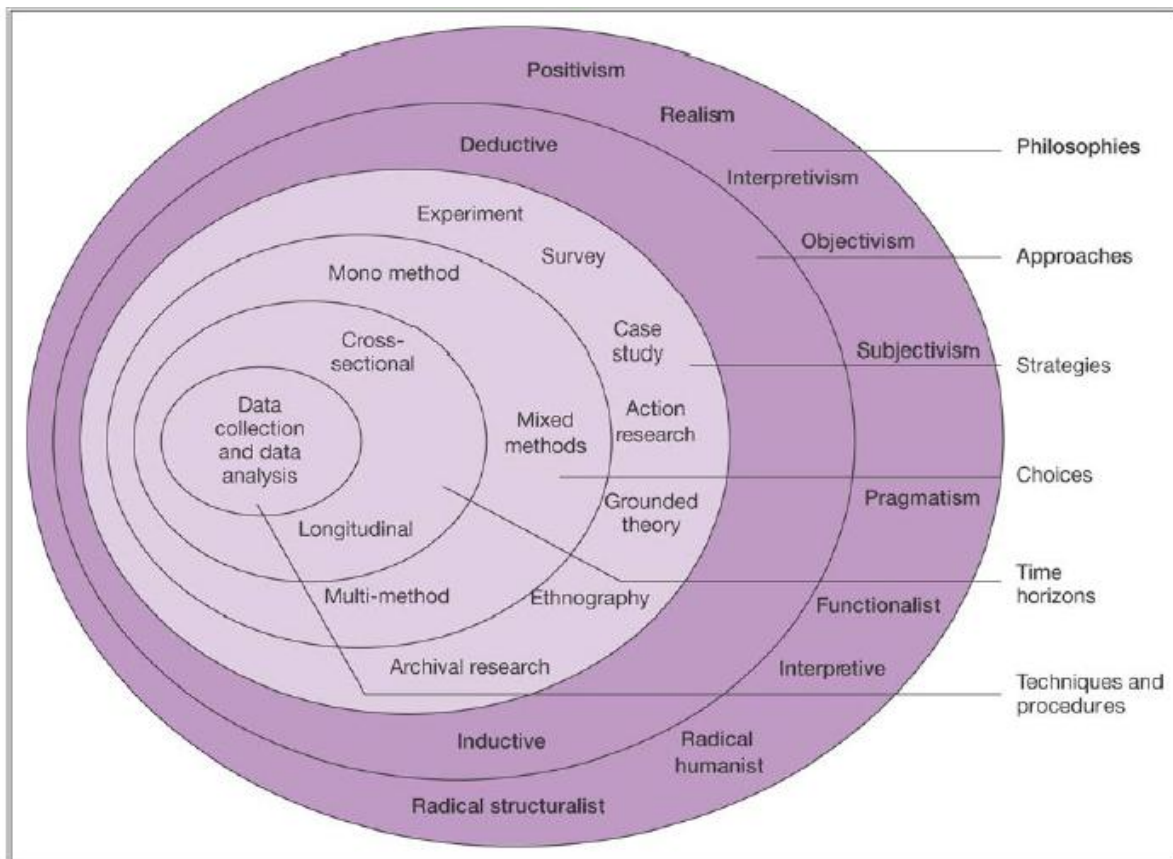 Positivism
Realism
Interpretivism
Objectivism
Subjectivism
Pragmatism
Functionalist
Interpretive
Radical
humanist
Radical structuralist
Deductive
Inductive
Experiment
Survey
Case
study
Action
research
Grounded
theory
Ethnography
Archival research
Mono method
Mixed
methods
Multi-method
Cross-
sectional
Longitudinal
Data
collection
and data
analysis
Philosophies
Approaches
Strategies
Choices
Time
horizons
Techniques and
procedures